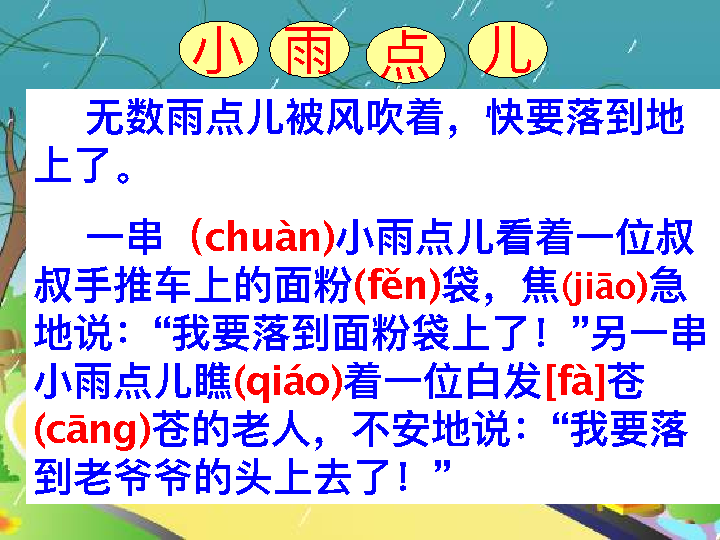 小雨点儿
无数雨点儿被风吹着，快要落到地
上了。
一串（chuàn)小雨点儿看着一位叔
叔手推车上的面粉(fěn)袋，焦(jiāo)急
地说：“我要落到面粉袋上了！”另一串
小雨点儿瞧(qiáo)着一位白发[fà]苍
(cāng)苍的老人，不安地说：“我要落
到老爷爷的头上去了！”